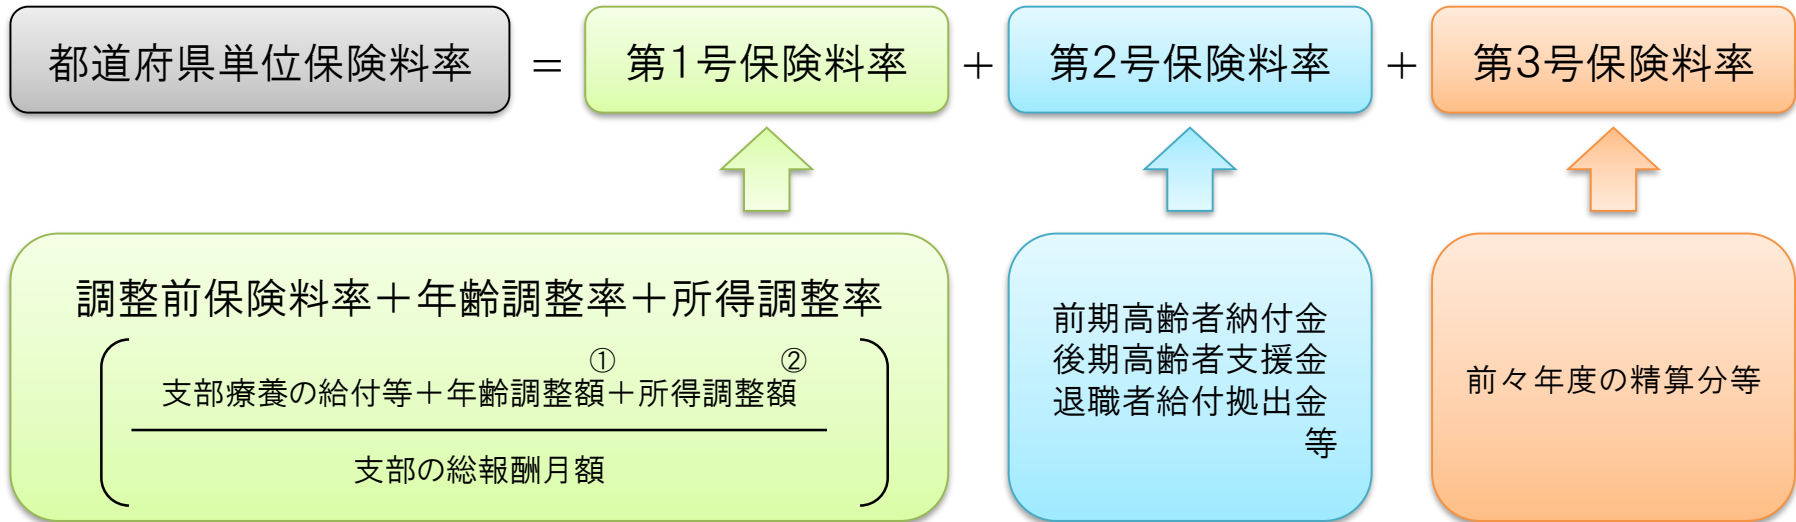 都道府県単位保険料率 = 第1号保険料率 + 第2号保険料率 + 第3号保険料率
調整前保険料率＋年齢調整率＋所得調整率
① ②
支部療養の給付等＋年齢調整額＋所得調整額
支部の総報酬月額
前期高齢者納付金
後期高齢者支援金
退職者給付拠出金
等
前々年度の精算分等